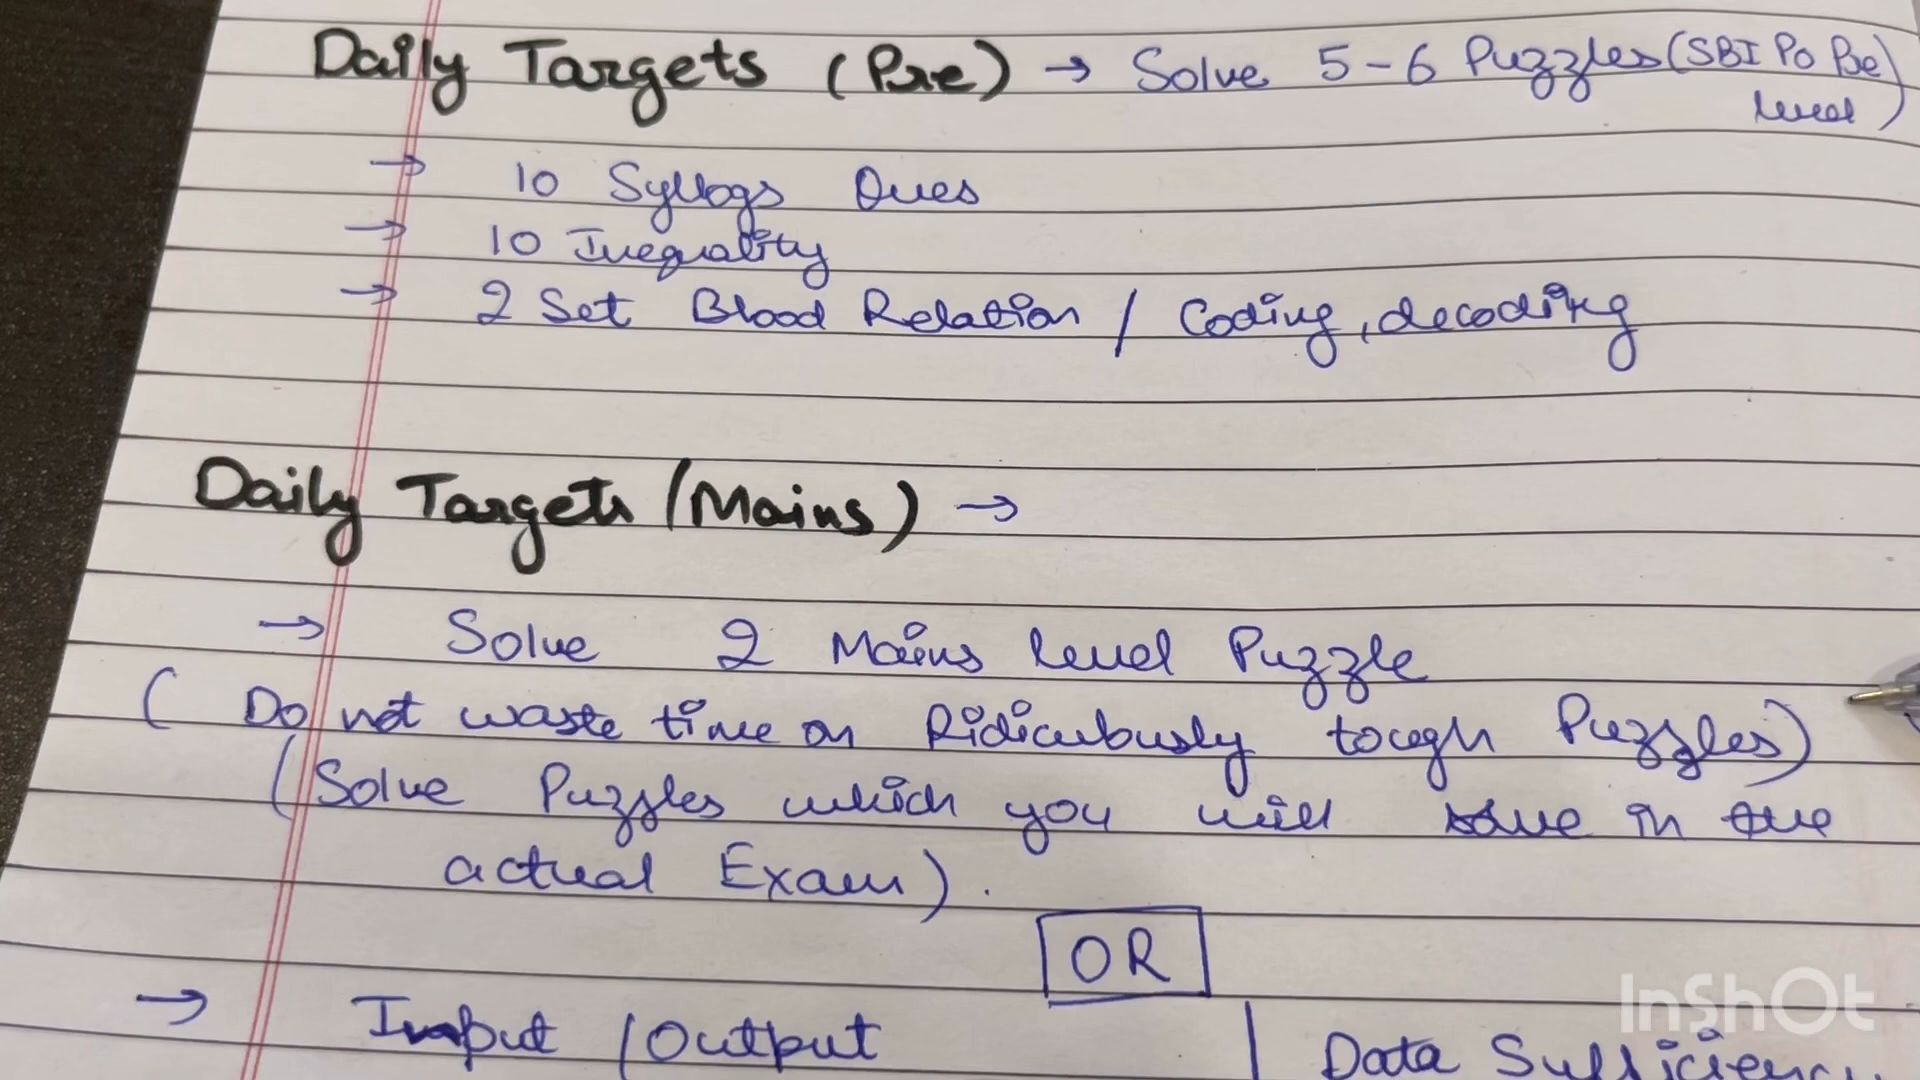 Daily Targets (Pre) → Solve 5-6 Puzzles (SBI PO Pre level)
→ 10 Syllogs Ques
→ 10 Inequality
→ 2 Set Blood Relation / Coding, decoding
Daily Targets (Mains) →
→ Solve 2 Mains level Puzzle
( Do not waste time on Ridiculously tough Puzzles)
(Solve Puzzles which you will solve in the
actual Exam).
OR
→ Input / Output | Data Sufficiency
InShOt